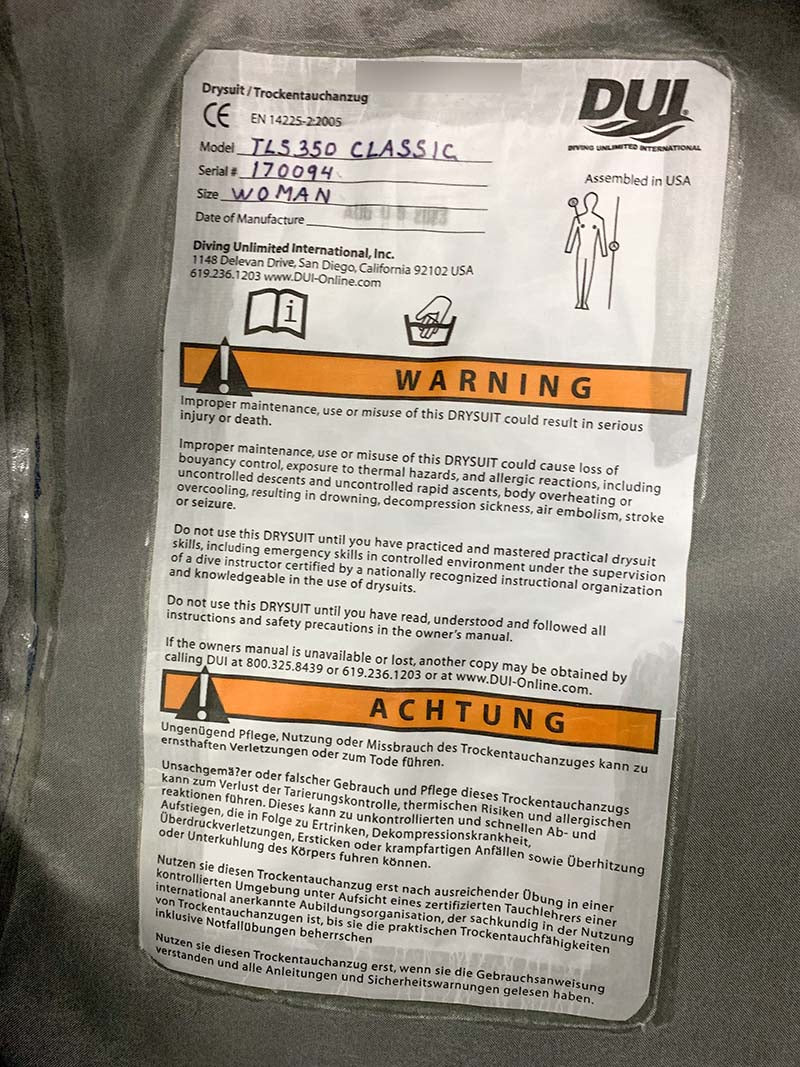 Drysuit / Trockentauchanzug
CE EN 14225-2:2005
Model TLS 350 CLASSIC
Serial # 170094
Size WOMAN
Date of Manufacture
DUI®
DIVING UNLIMITED INTERNATIONAL
Assembled in USA
Diving Unlimited International, Inc.
1148 Delevan Drive, San Diego, California 92102 USA
619.236.1203 www.DUI-Online.com
i
! WARNING
Improper maintenance, use or misuse of this DRYSUIT could result in serious
injury or death.
Improper maintenance, use or misuse of this DRYSUIT could cause loss of
bouyancy control, exposure to thermal hazards, and allergic reactions, including
uncontrolled descents and uncontrolled rapid ascents, body overheating or
overcooling, resulting in drowning, decompression sickness, air embolism, stroke
or seizure.
Do not use this DRYSUIT until you have practiced and mastered practical drysuit
skills, including emergency skills in controlled environment under the supervision
of a dive instructor certified by a nationally recognized instructional organization
and knowledgeable in the use of drysuits.
Do not use this DRYSUIT until you have read, understood and followed all
instructions and safety precautions in the owner's manual.
If the owners manual is unavailable or lost, another copy may be obtained by
calling DUI at 800.325.8439 or 619.236.1203 or at www.DUI-Online.com.
! ACHTUNG
Ungenügend Pflege, Nutzung oder Missbrauch des Trockentauchanzuges kann zu
ernsthaften Verletzungen oder zum Tode führen.
Unsachgemä?er oder falscher Gebrauch und Pflege dieses Trockentauchanzugs
kann zum Verlust der Tarierungskontrolle, thermischen Risiken und allergischen
reaktionen führen. Dieses kann zu unkontrollierten und schnellen Ab- und
Aufstiegen, die in Folge zu Ertrinken, Dekompressionskrankheit,
Überdruckverletzungen, Ersticken oder krampfartigen Anfällen sowie Überhitzung
oder Unterkuhlung des Körpers fuhren können.
Nutzen sie diesen Trockentauchanzug erst nach ausreichender Übung in einer
kontrollierten Umgebung unter Aufsicht eines zertifizierten Tauchlehrers einer
international anerkannte Aubildungsorganisation, der sachkundig in der Nutzung
von Trockentauchanzugen ist, bis sie die praktischen Trockentauchfähigkeiten
inklusive Notfallübungen beherrschen
Nutzen sie diesen Trockentauchanzug erst, wenn sie die Gebrauchsanweisung
verstanden und alle Anleitungen und Sicherheitswarnungen gelesen haben.